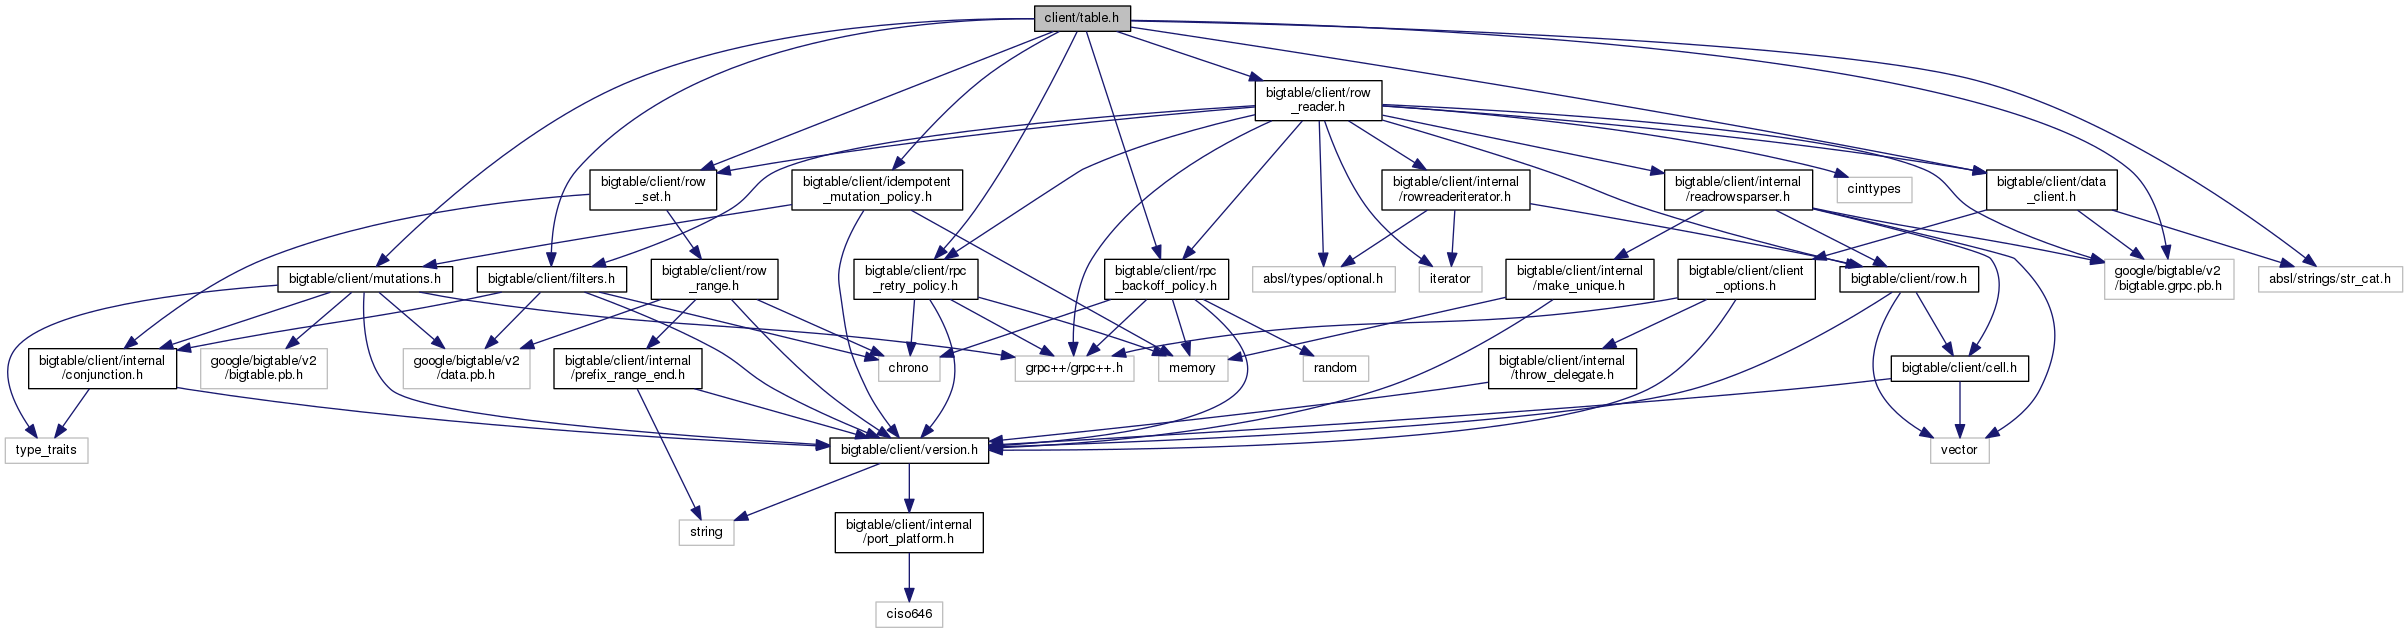 client/table.h
bigtable/client/row
_reader.h
bigtable/client/row
_set.h
bigtable/client/idempotent
_mutation_policy.h
bigtable/client/internal
/rowreaderiterator.h
bigtable/client/internal
/readrowsparser.h
cinttypes
bigtable/client/data
_client.h
bigtable/client/mutations.h
bigtable/client/filters.h
bigtable/client/row
_range.h
bigtable/client/rpc
_retry_policy.h
bigtable/client/rpc
_backoff_policy.h
absl/types/optional.h
iterator
bigtable/client/internal
/make_unique.h
bigtable/client/client
_options.h
bigtable/client/row.h
google/bigtable/v2
/bigtable.grpc.pb.h
absl/strings/str_cat.h
bigtable/client/internal
/conjunction.h
google/bigtable/v2
/bigtable.pb.h
google/bigtable/v2
/data.pb.h
bigtable/client/internal
/prefix_range_end.h
chrono
grpc++/grpc++.h
memory
random
bigtable/client/internal
/throw_delegate.h
bigtable/client/cell.h
type_traits
bigtable/client/version.h
vector
string
bigtable/client/internal
/port_platform.h
ciso646